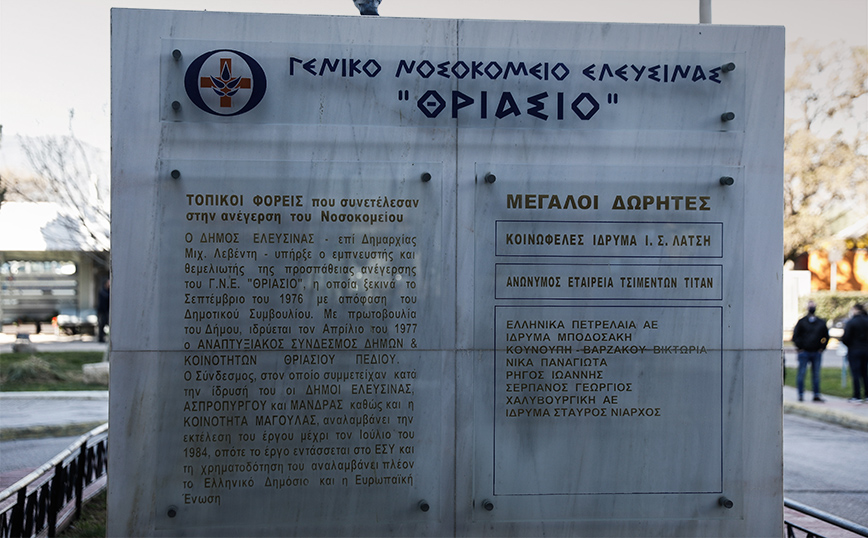 ΓΕΝΙΚΟ ΝΟΣΟΚΟΜΕΙΟ ΕΛΕΥΣΙΝΑΣ
"ΘΡΙΑΣΙΟ"
ΤΟΠΙΚΟΙ ΦΟΡΕΙΣ που συνετέλεσαν
στην ανέγερση του Νοσοκομείου
Ο ΔΗΜΟΣ ΕΛΕΥΣΙΝΑΣ - επί Δημαρχίας
Μιχ. Λεβέντη - υπήρξε ο εμπνευστής και
θεμελιωτής της προσπάθειας ανέγερσης
του Γ.Ν.Ε. "ΘΡΙΑΣΙΟ", η οποία ξεκινά το
Σεπτέμβριο του 1976 με απόφαση του
Δημοτικού Συμβουλίου. Με πρωτοβουλία
του Δήμου, ιδρύεται τον Απρίλιο του 1977
ο ΑΝΑΠΤΥΞΙΑΚΟΣ ΣΥΝΔΕΣΜΟΣ ΔΗΜΩΝ &
ΚΟΙΝΟΤΗΤΩΝ ΘΡΙΑΣΙΟΥ ΠΕΔΙΟΥ.
Ο Σύνδεσμος, στον οποίο συμμετείχαν κατά
την ίδρυσή του οι ΔΗΜΟΙ ΕΛΕΥΣΙΝΑΣ,
ΑΣΠΡΟΠΥΡΓΟΥ και ΜΑΝΔΡΑΣ καθώς και η
ΚΟΙΝΟΤΗΤΑ ΜΑΓΟΥΛΑΣ, αναλαμβάνει την
εκτέλεση του έργου μέχρι τον Ιούλιο του
1984, οπότε το έργο εντάσσεται στο ΕΣΥ και
τη χρηματοδότηση του αναλαμβάνει πλέον
το Ελληνικό Δημόσιο και η Ευρωπαϊκή
Ένωση
ΜΕΓΑΛΟΙ ΔΩΡΗΤΕΣ
ΚΟΙΝΩΦΕΛΕΣ ΙΔΡΥΜΑ Ι. Σ. ΛΑΤΣΗ
ΑΝΩΝΥΜΟΣ ΕΤΑΙΡΕΙΑ ΤΣΙΜΕΝΤΩΝ ΤΙΤΑΝ
ΕΛΛΗΝΙΚΑ ΠΕΤΡΕΛΑΙΑ ΑΕ
ΙΔΡΥΜΑ ΜΠΟΔΟΣΑΚΗ
ΚΟΥΝΟΥΠΗ - ΒΑΡΖΑΚΟΥ ΒΙΚΤΩΡΙΑ
ΝΙΚΑ ΠΑΝΑΓΙΩΤΑ
ΡΗΓΟΣ ΙΩΑΝΝΗΣ
ΣΕΡΠΑΝΟΣ ΓΕΩΡΓΙΟΣ
ΧΑΛΥΒΟΥΡΓΙΚΗ ΑΕ
ΙΔΡΥΜΑ ΣΤΑΥΡΟΣ ΝΙΑΡΧΟΣ